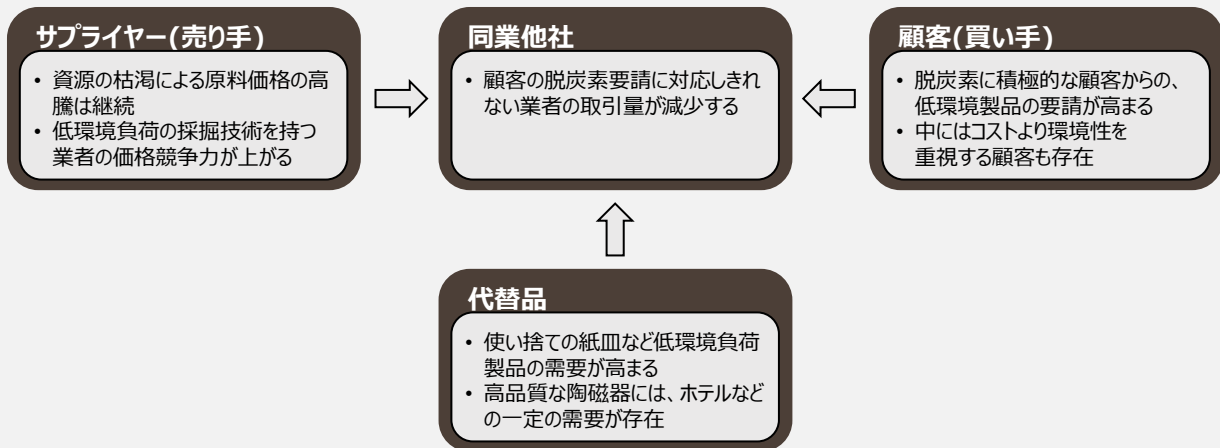 サプライヤー(売り手)
• 資源の枯渇による原料価格の高
騰は継続
• 低環境負荷の採掘技術を持つ
業者の価格競争力が上がる
同業他社
• 顧客の脱炭素要請に対応しきれ
ない業者の取引量が減少する
顧客(買い手)
• 脱炭素に積極的な顧客からの、
低環境製品の要請が高まる
• 中にはコストより環境性を
重視する顧客も存在
代替品
• 使い捨ての紙皿など低環境負荷
製品の需要が高まる
• 高品質な陶磁器には、ホテルなど
の一定の需要が存在